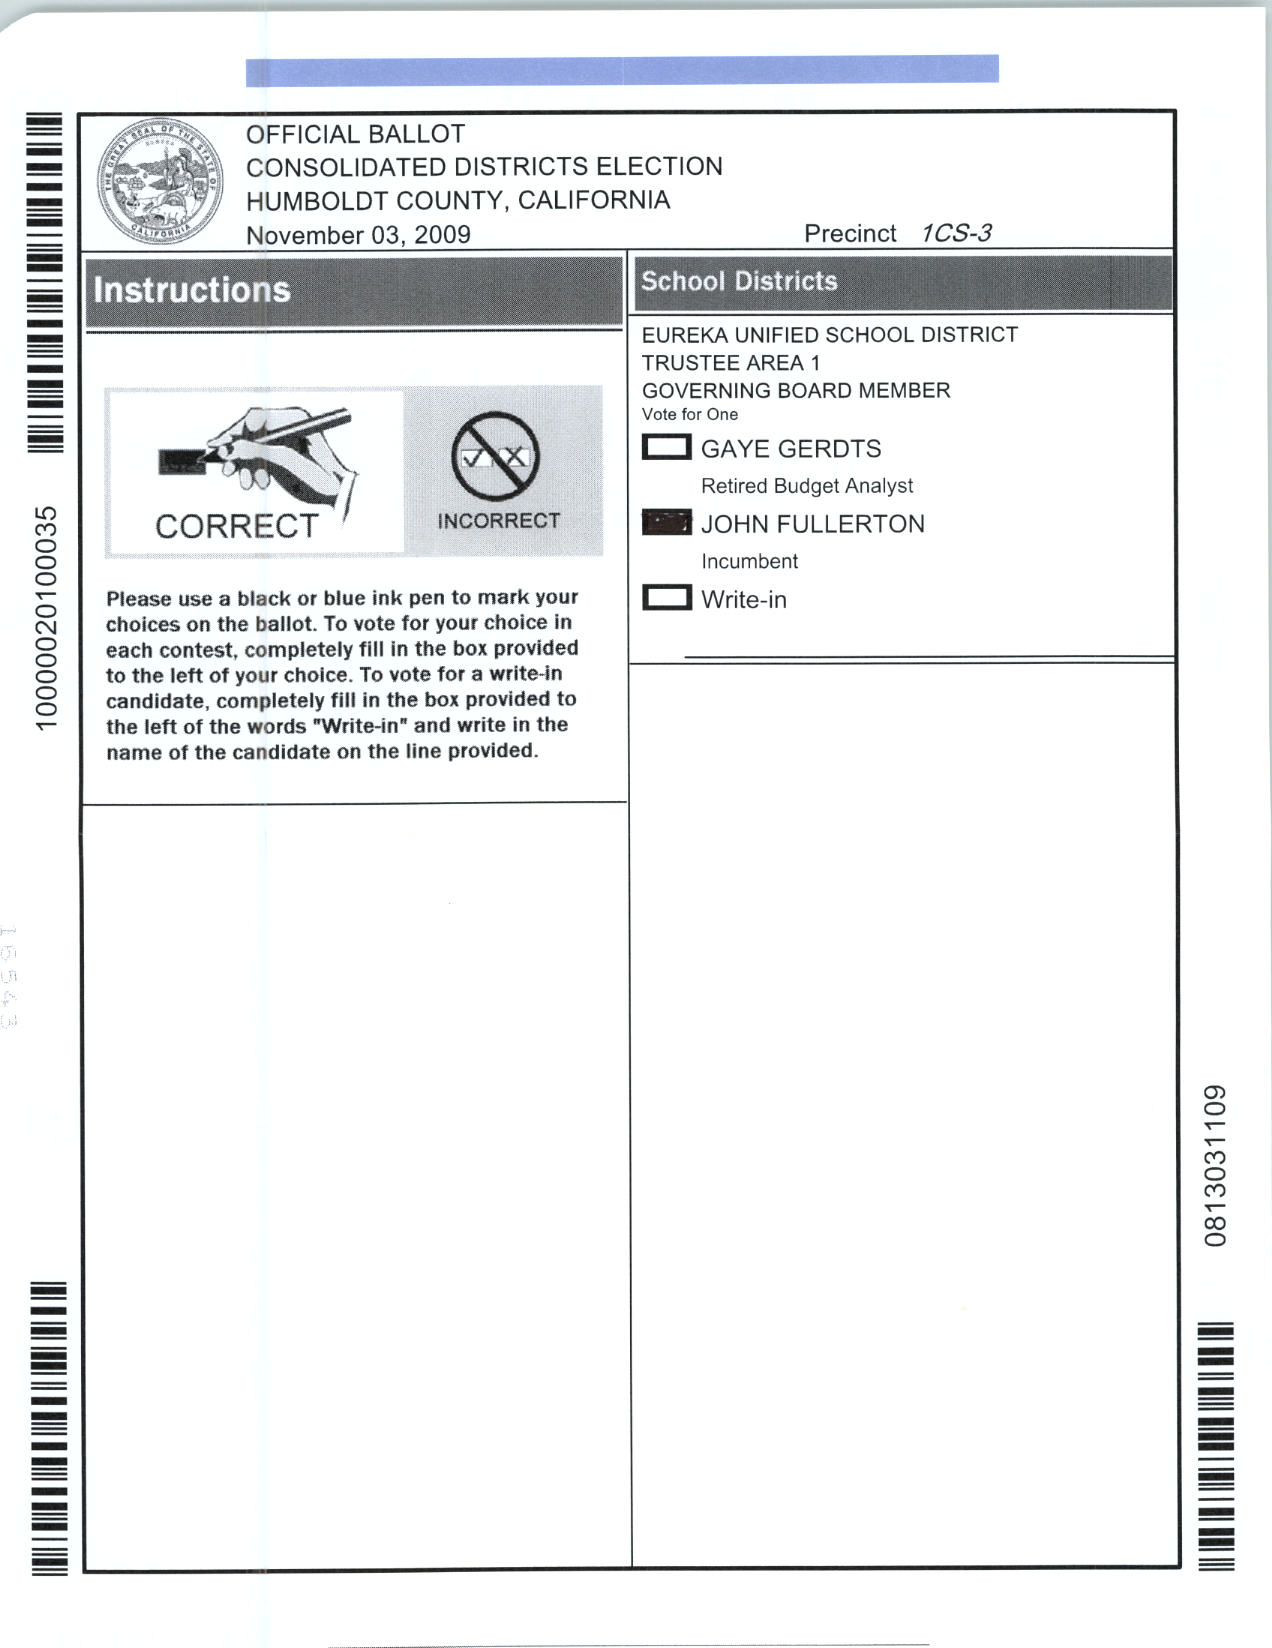 OFFICIAL BALLOT
CONSOLIDATED DISTRICTS ELECTION
HUMBOLDT COUNTY, CALIFORNIA
November 03, 2009
Precinct 1CS-3
THE GREAT SEAL OF THE STATE OF CALIFORNIA
EUREKA
Instructions
CORRECT
INCORRECT
Please use a black or blue ink pen to mark your
choices on the ballot. To vote for your choice in
each contest, completely fill in the box provided
to the left of your choice. To vote for a write-in
candidate, completely fill in the box provided to
the left of the words "Write-in" and write in the
name of the candidate on the line provided.
School Districts
EUREKA UNIFIED SCHOOL DISTRICT
TRUSTEE AREA 1
GOVERNING BOARD MEMBER
Vote for One
GAYE GERDTS
Retired Budget Analyst
JOHN FULLERTON
Incumbent
Write-in
10000020100035
16543
0813031109